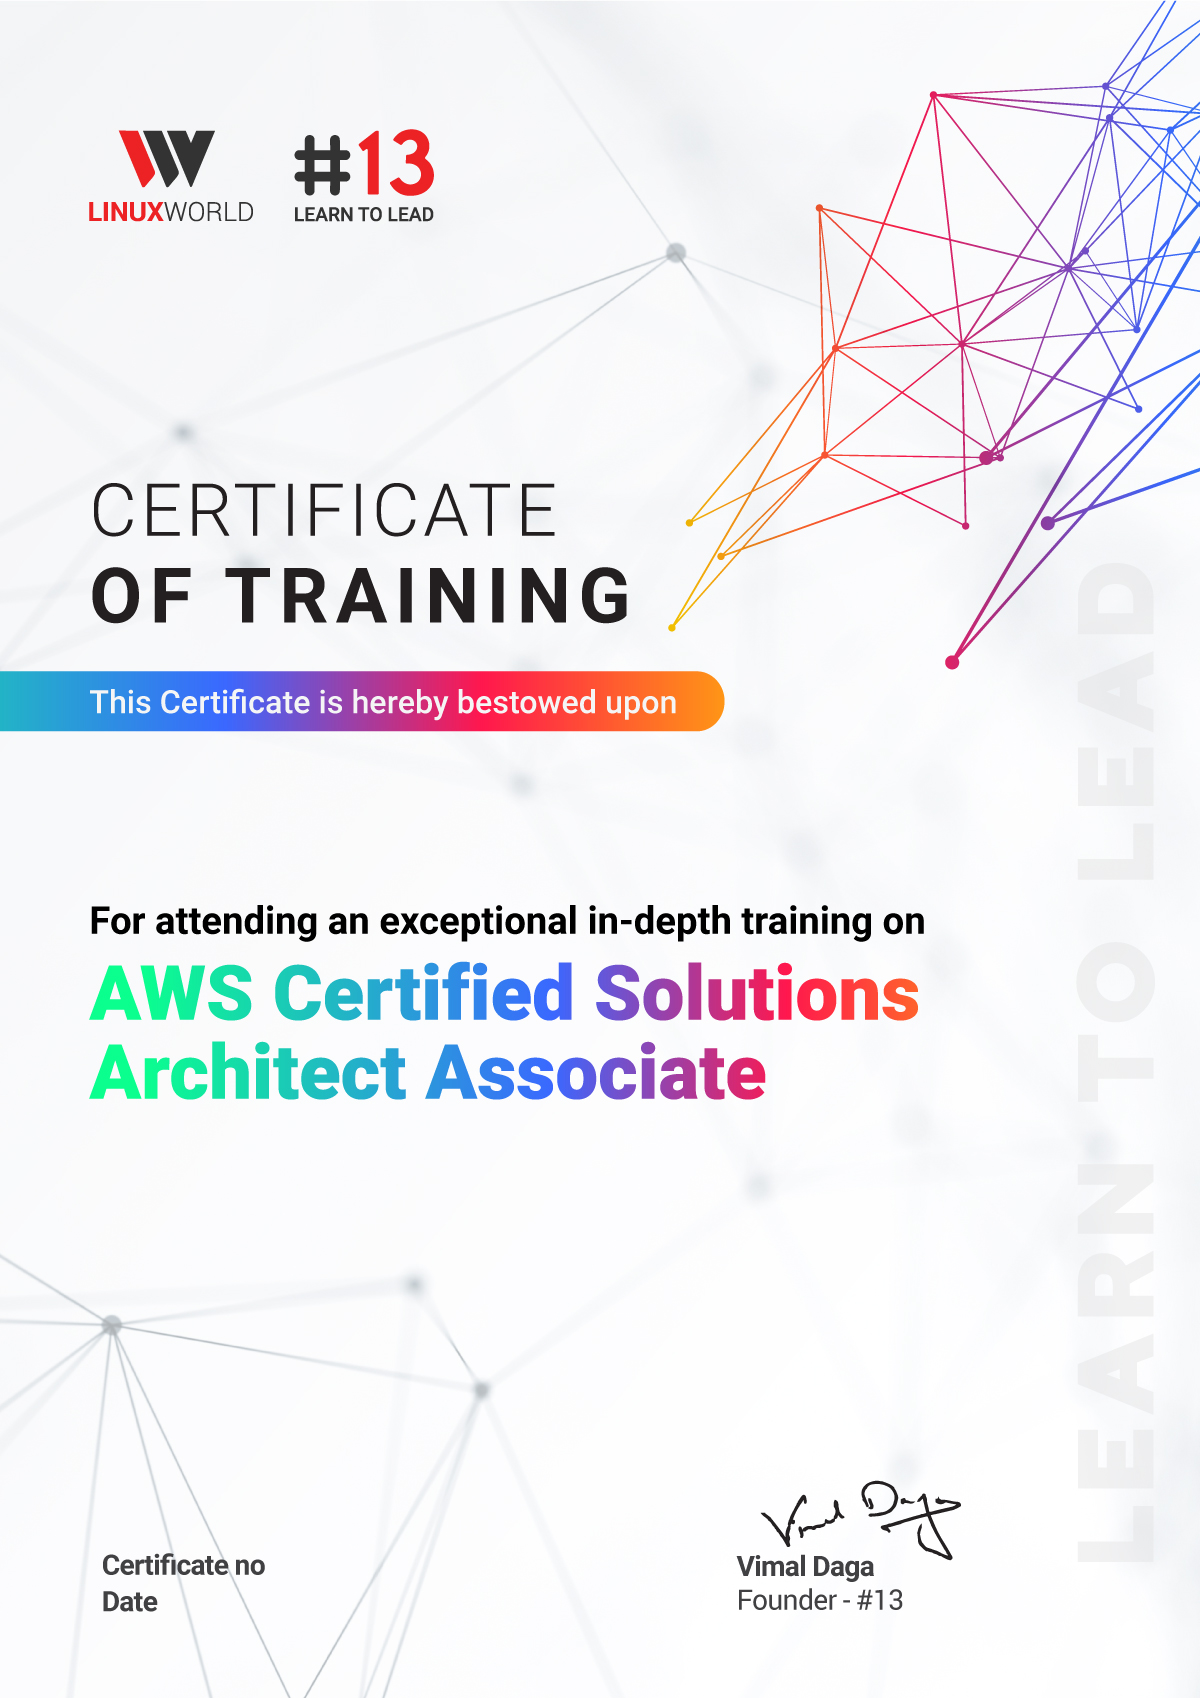 LINUXWORLD
#13
LEARN TO LEAD
CERTIFICATE
OF TRAINING
This Certificate is hereby bestowed upon
For attending an exceptional in-depth training on
AWS Certified Solutions
Architect Associate
LEARN TO LEAD
Vimal Daga
Certificate no
Date
Vimal Daga
Founder - #13